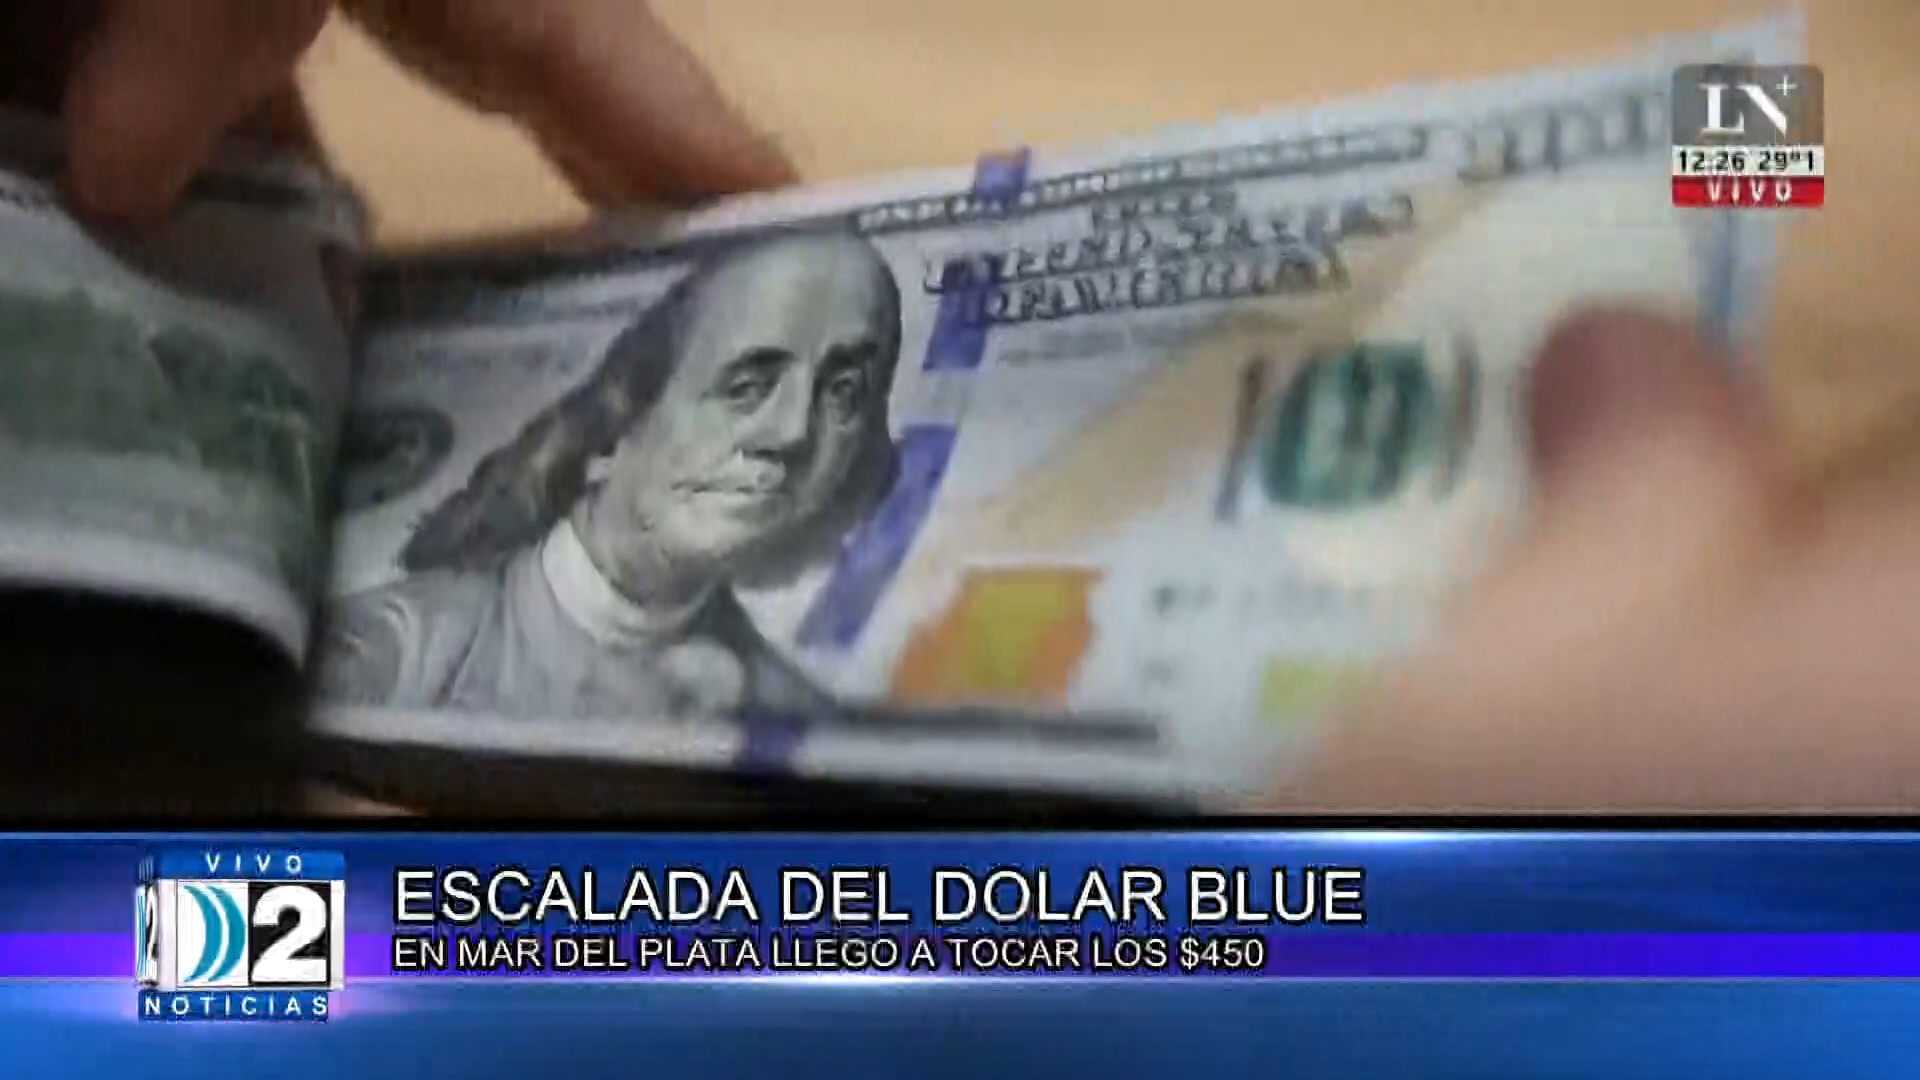 LN+
12:26 29°1
VIVO
VIVO
2
2
NOTICIAS
ESCALADA DEL DOLAR BLUE
EN MAR DEL PLATA LLEGO A TOCAR LOS $450